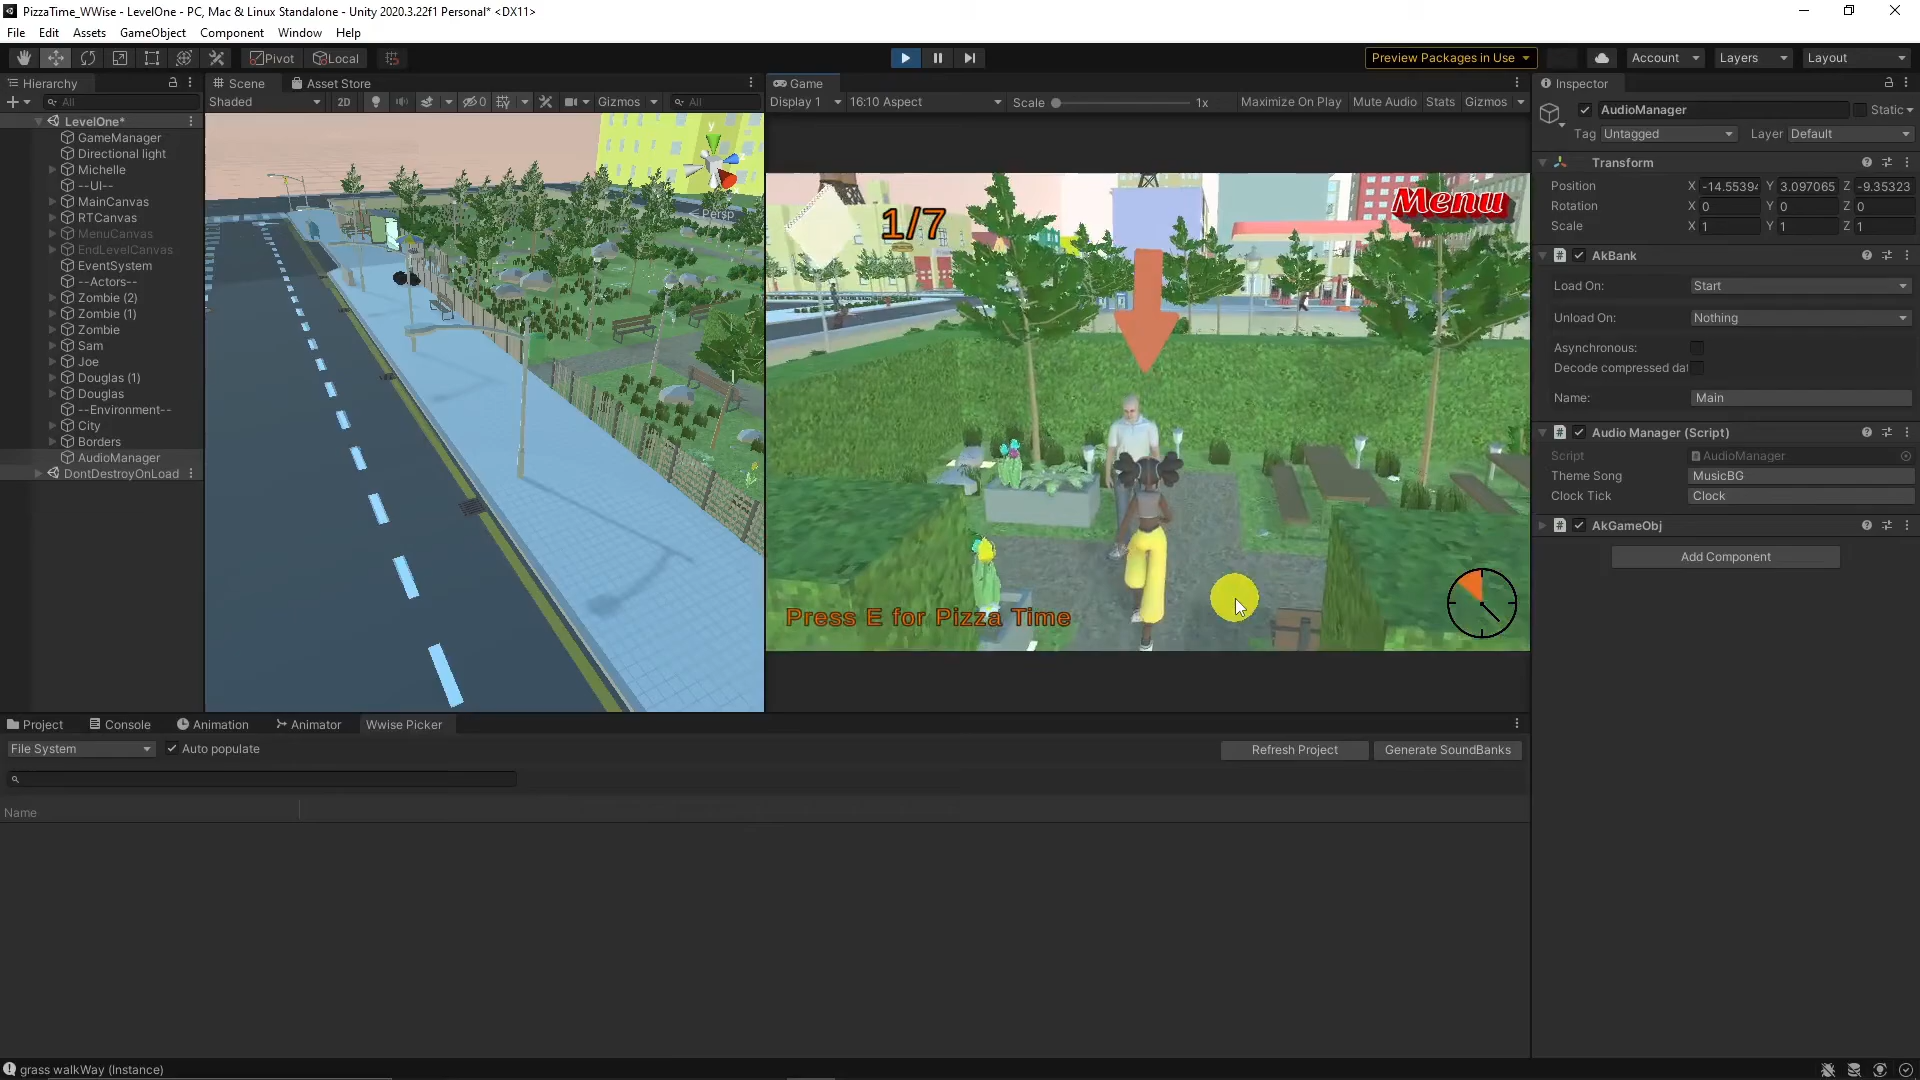 PizzaTime_WWise - LevelOne - PC, Mac & Linux Standalone - Unity 2020.3.22f1 Personal* <DX11>
File Edit Assets GameObject Component Window Help
Pivot Local Preview Packages in Use Account Layers Layout
Hierarchy
All
LevelOne*
GameManager
Directional light
Michelle
--UI--
MainCanvas
RTCanvas
MenuCanvas
EndLevelCanvas
EventSystem
--Actors--
Zombie (2)
Zombie (1)
Zombie
Sam
Joe
Douglas (1)
Douglas
--Environment--
City
Borders
AudioManager
DontDestroyOnLoad
Scene Asset Store
Shaded 2D 0 Gizmos All
y
Persp
Game
Display 1 16:10 Aspect Scale 1x Maximize On Play Mute Audio Stats Gizmos
1/7
Menu
Press E for Pizza Time
Inspector
AudioManager Static
Tag Untagged Layer Default
Transform
Position X -14.55394 Y 3.097065 Z -9.35323
Rotation X 0 Y 0 Z 0
Scale X 1 Y 1 Z 1
AkBank
Load On: Start
Unload On: Nothing
Asynchronous:
Decode compressed dat
Name: Main
Audio Manager (Script)
Script AudioManager
Theme Song MusicBG
Clock Tick Clock
AkGameObj
Add Component
Project Console Animation Animator Wwise Picker
File System Auto populate Refresh Project Generate SoundBanks
Name
grass walkWay (Instance)